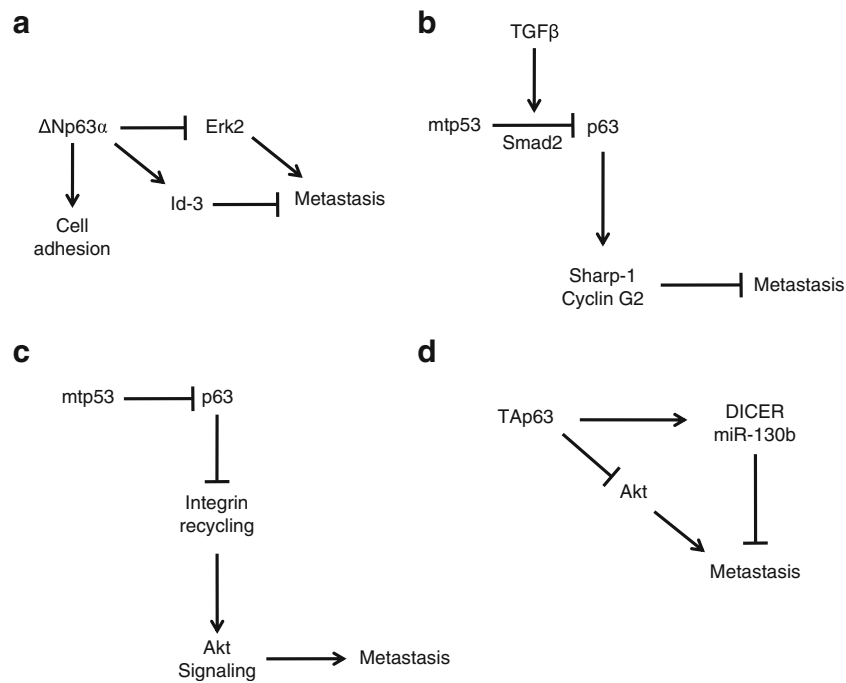 a
ΔNp63α
Erk2
Id-3
Metastasis
Cell
adhesion
b
TGFβ
mtp53
Smad2
p63
Sharp-1
Cyclin G2
Metastasis
c
mtp53
p63
Integrin
recycling
Akt
Signaling
Metastasis
d
TAp63
DICER
miR-130b
Akt
Metastasis